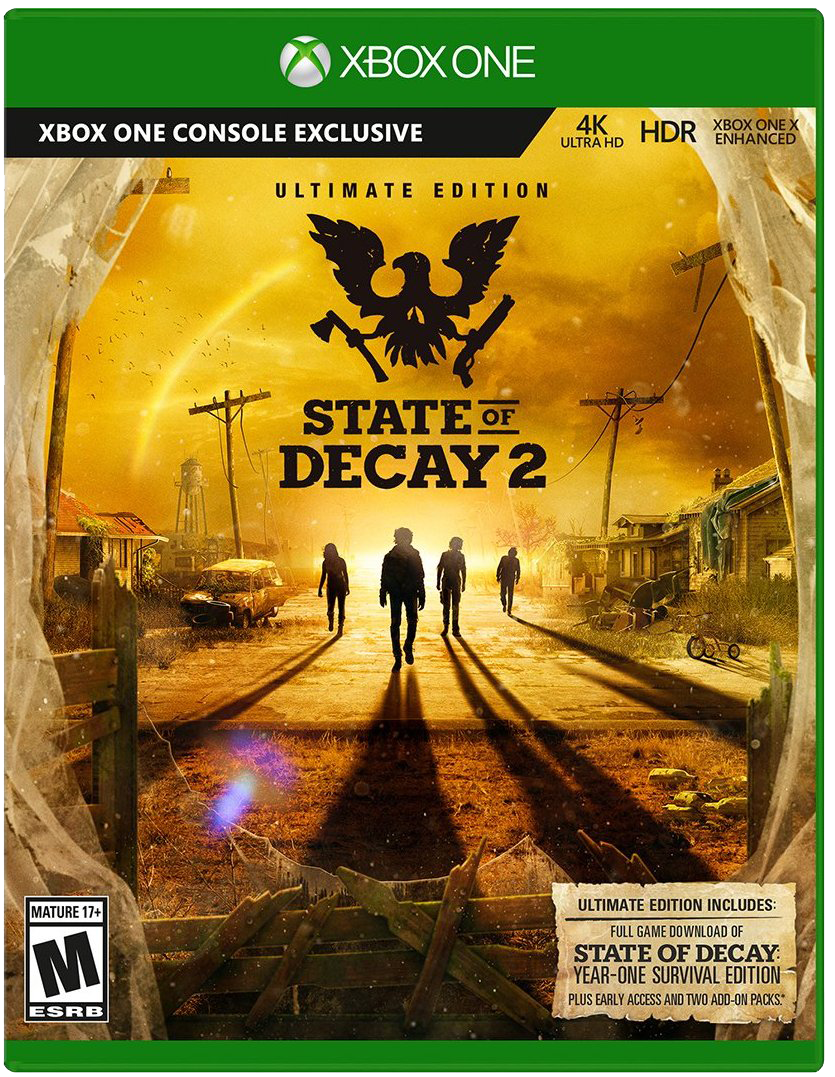 XBOX ONE
XBOX ONE CONSOLE EXCLUSIVE
4K
ULTRA HD
HDR
XBOX ONE X
ENHANCED
ULTIMATE EDITION
STATE OF
DECAY 2
MATURE 17+
M
ESRB
ULTIMATE EDITION INCLUDES:
FULL GAME DOWNLOAD OF
STATE OF DECAY:
YEAR-ONE SURVIVAL EDITION
PLUS EARLY ACCESS AND TWO ADD-ON PACKS.*